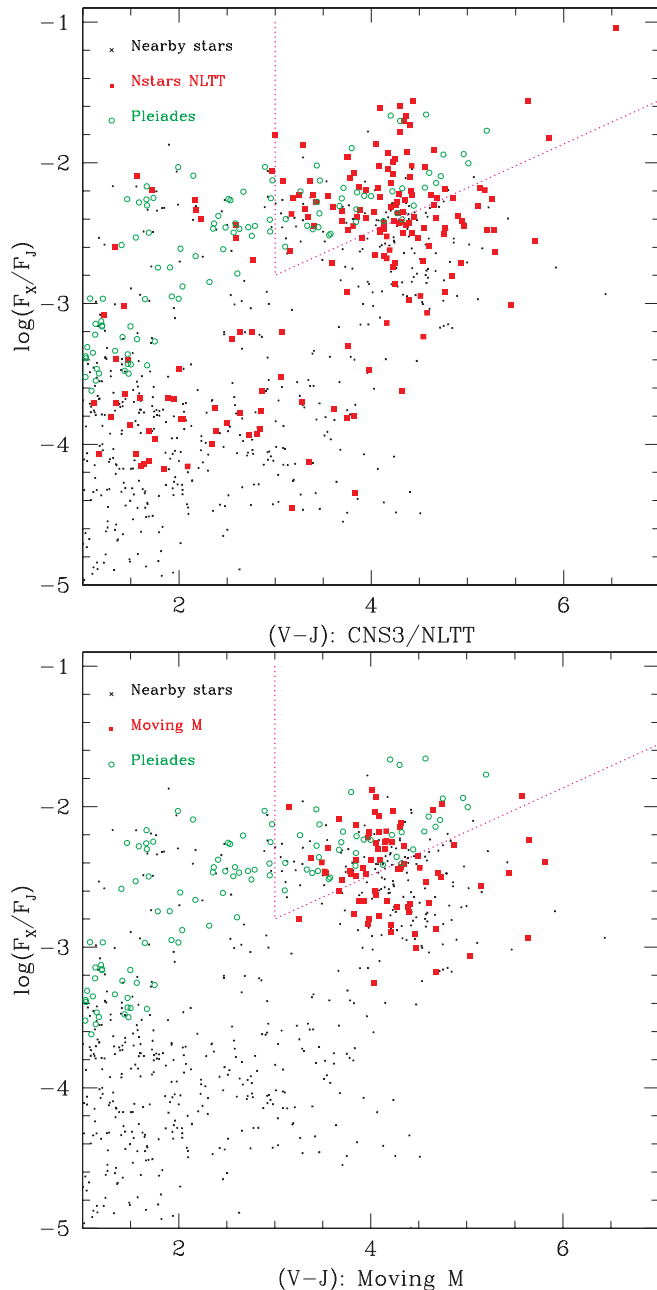 −1
Nearby stars
Nstars NLTT
Pleiades
−2
−3
log(F_X/F_J)
−4
−5
2
4
6
(V−J): CNS3/NLTT
−1
Nearby stars
Moving M
Pleiades
−2
−3
log(F_X/F_J)
−4
−5
2
4
6
(V−J): Moving M